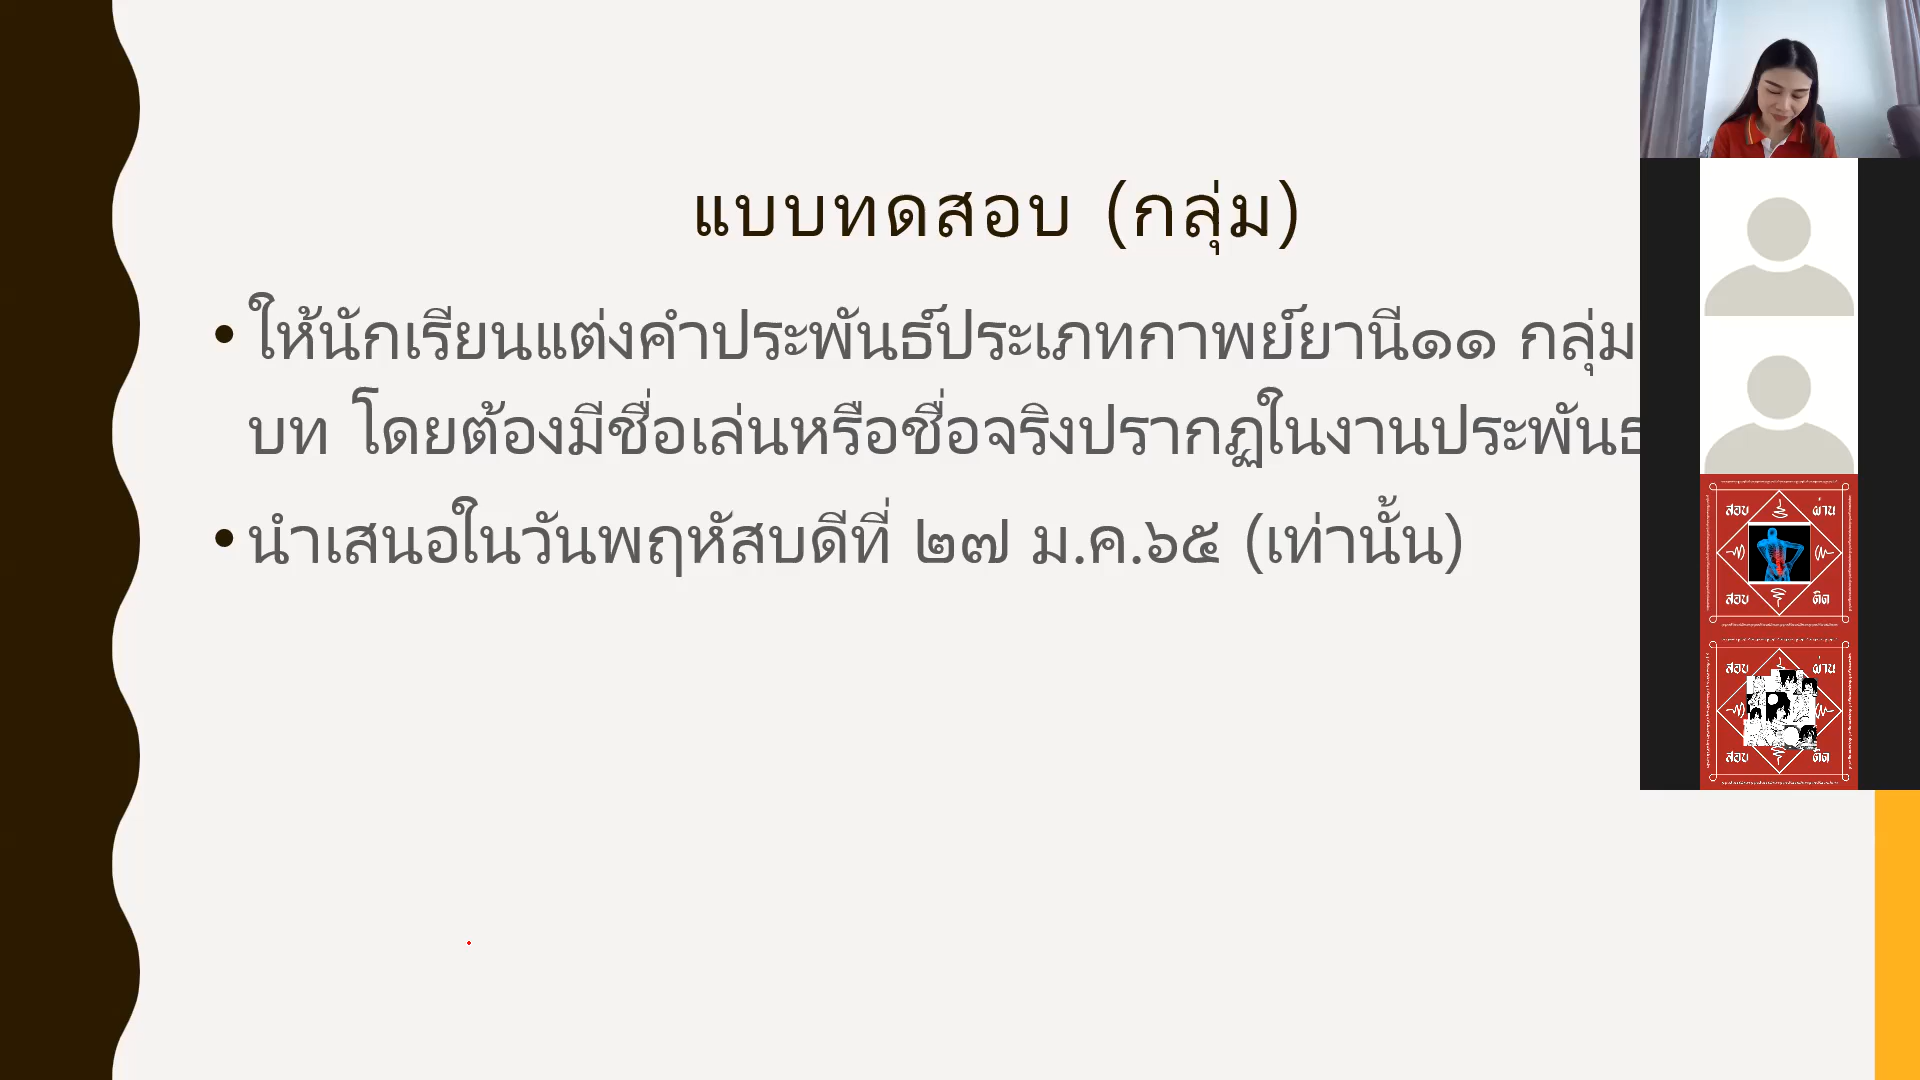 แบบทดสอบ (กลุ่ม)
• ให้นักเรียนแต่งคำประพันธ์ประเภทกาพย์ยานี๑๑ กลุ่ม
บท โดยต้องมีชื่อเล่นหรือชื่อจริงปรากฏในงาน
• นำเสนอในวันพฤหัสบดีที่ ๒๗ ม.ค.๖๕ (เท่านั้น)
สอบ ผ่าน
สอบ ติด
สอบ ผ่าน
สอบ ติด